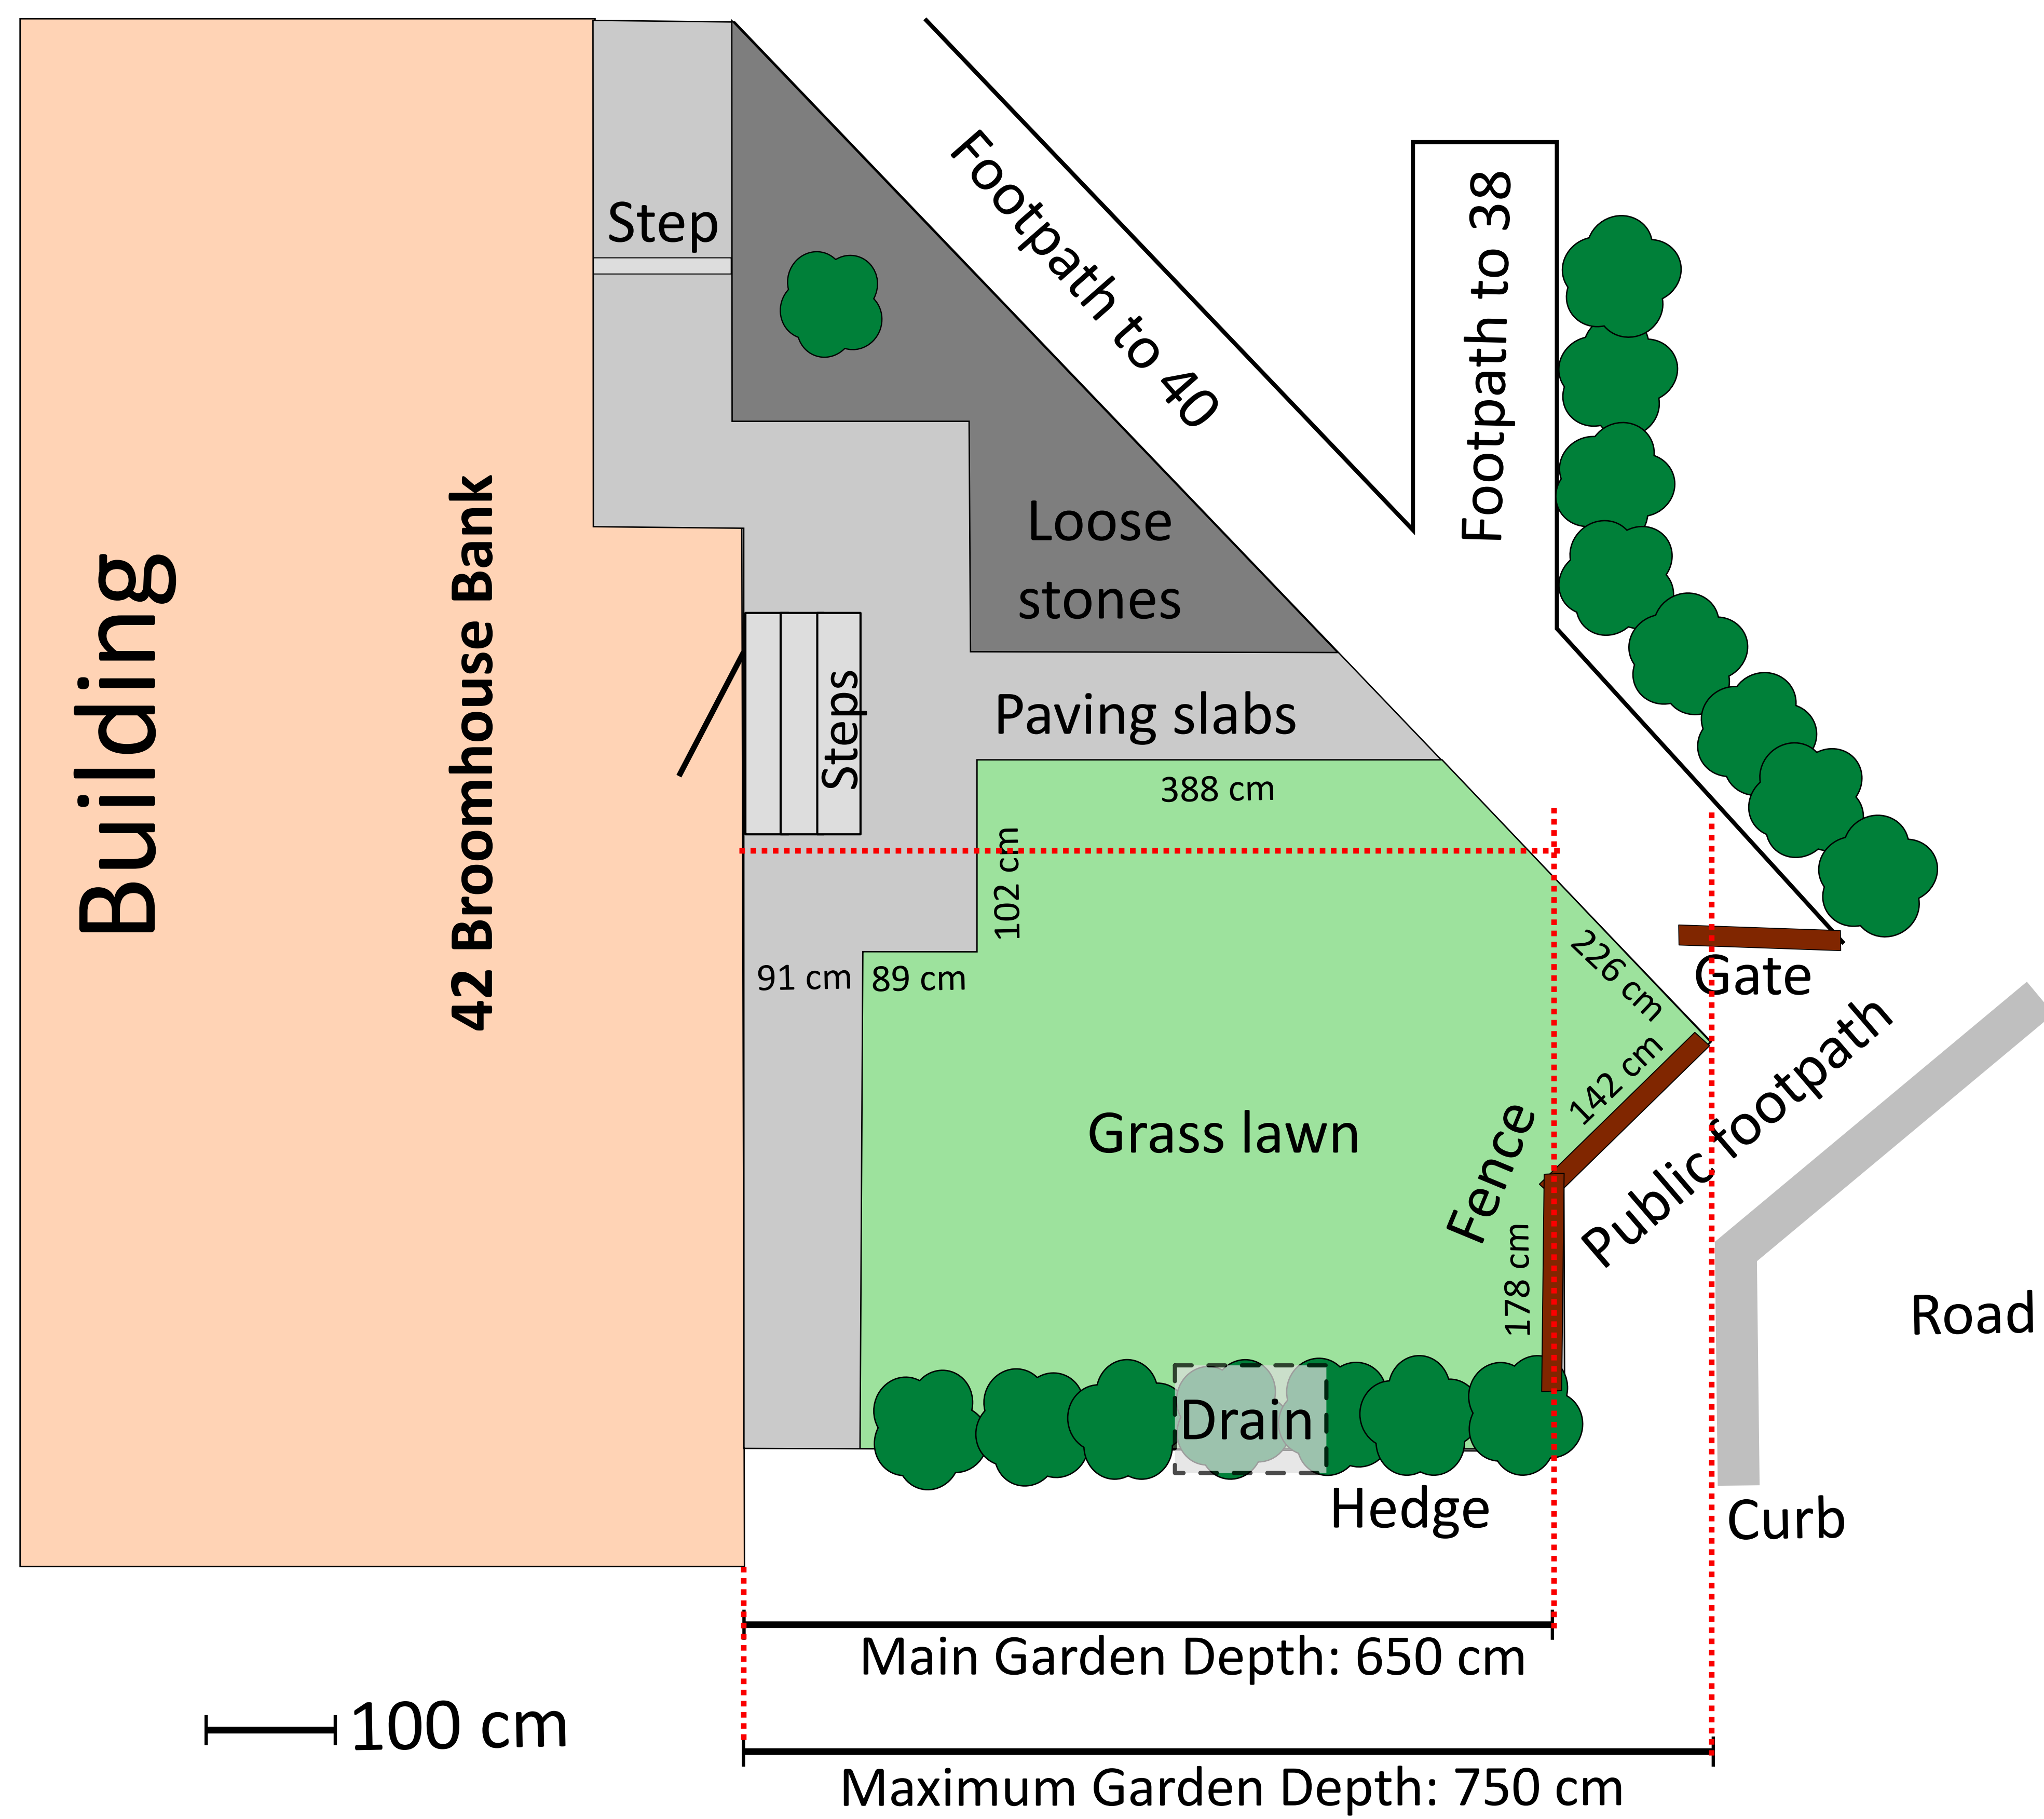 Building
42 Broomhouse Bank
Step
Footpath to 40
Footpath to 38
Loose
stones
Steps
Paving slabs
388 cm
102 cm
91 cm
89 cm
226 cm
Gate
142 cm
Public footpath
Grass lawn
Fence
178 cm
Road
Drain
Hedge
Curb
Main Garden Depth: 650 cm
100 cm
Maximum Garden Depth: 750 cm